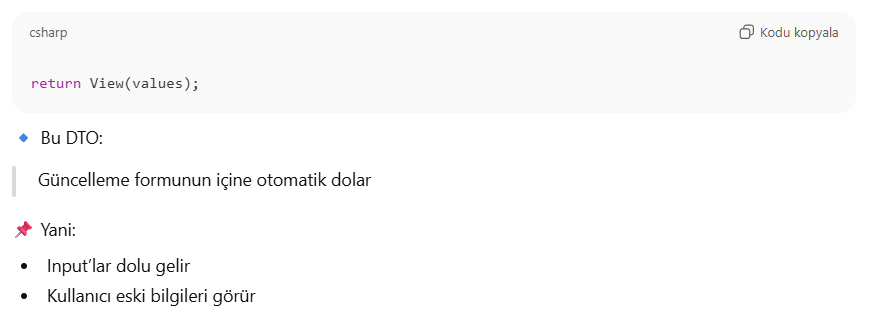 csharp
Kodu kopyala
return View(values);
Bu DTO:
Güncelleme formunun içine otomatik dolar
Yani:
Input’lar dolu gelir
Kullanıcı eski bilgileri görür